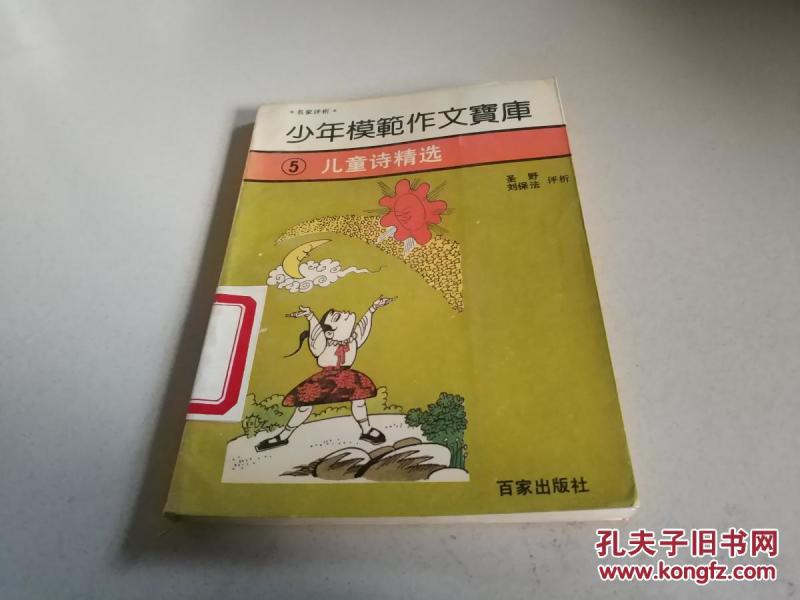 *名家评析*
少年模範作文寶庫
⑤ 儿童诗精选
圣野
刘保法 评析
百家出版社
孔夫子旧书网
www.kongfz.com